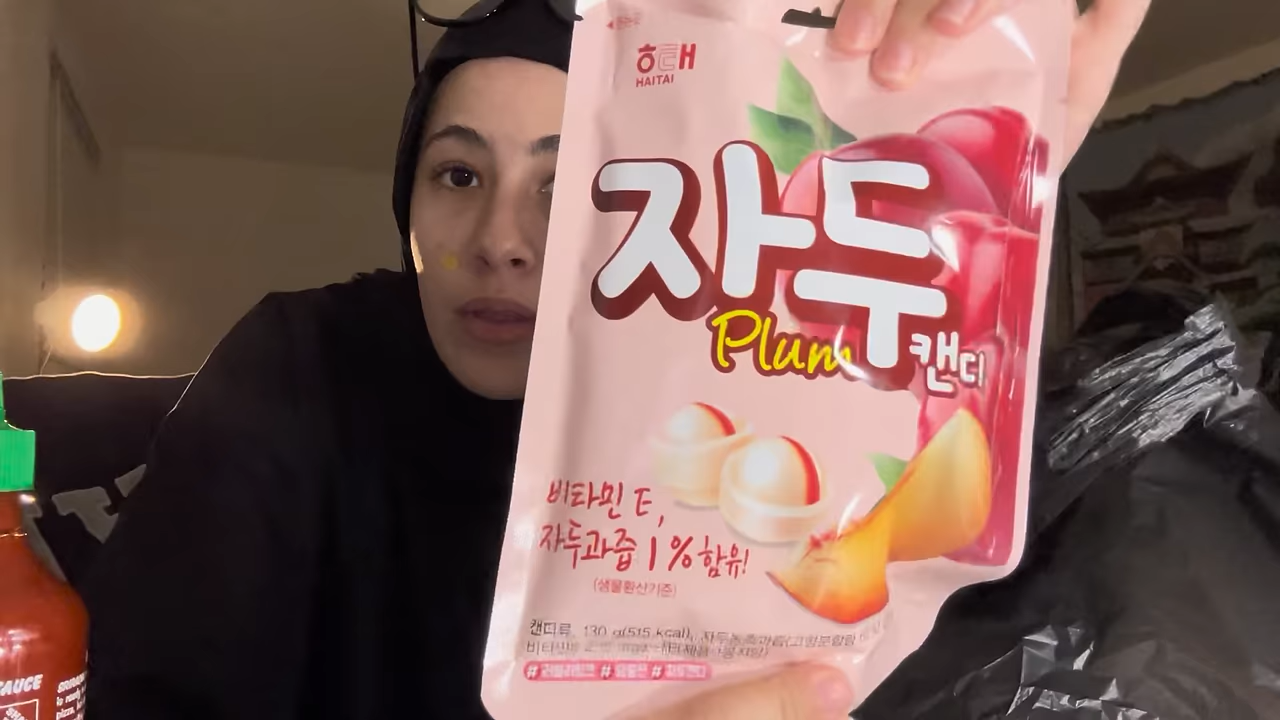 해태
HAITAI
자두
Plum
캔디
비타민 E,
자두과즙 1% 함유!
(생물환산기준)
캔디류 130 g(515 kcal),
SAUCE